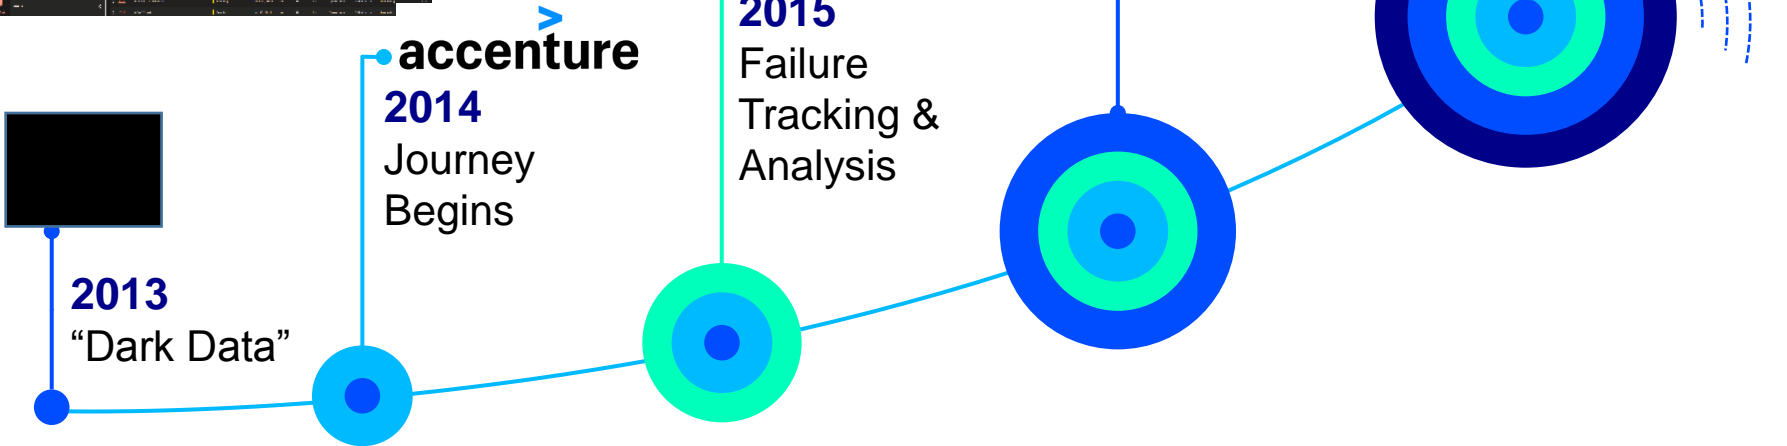 2013
“Dark Data”
>
accenture
2014
Journey
Begins
2015
Failure
Tracking &
Analysis